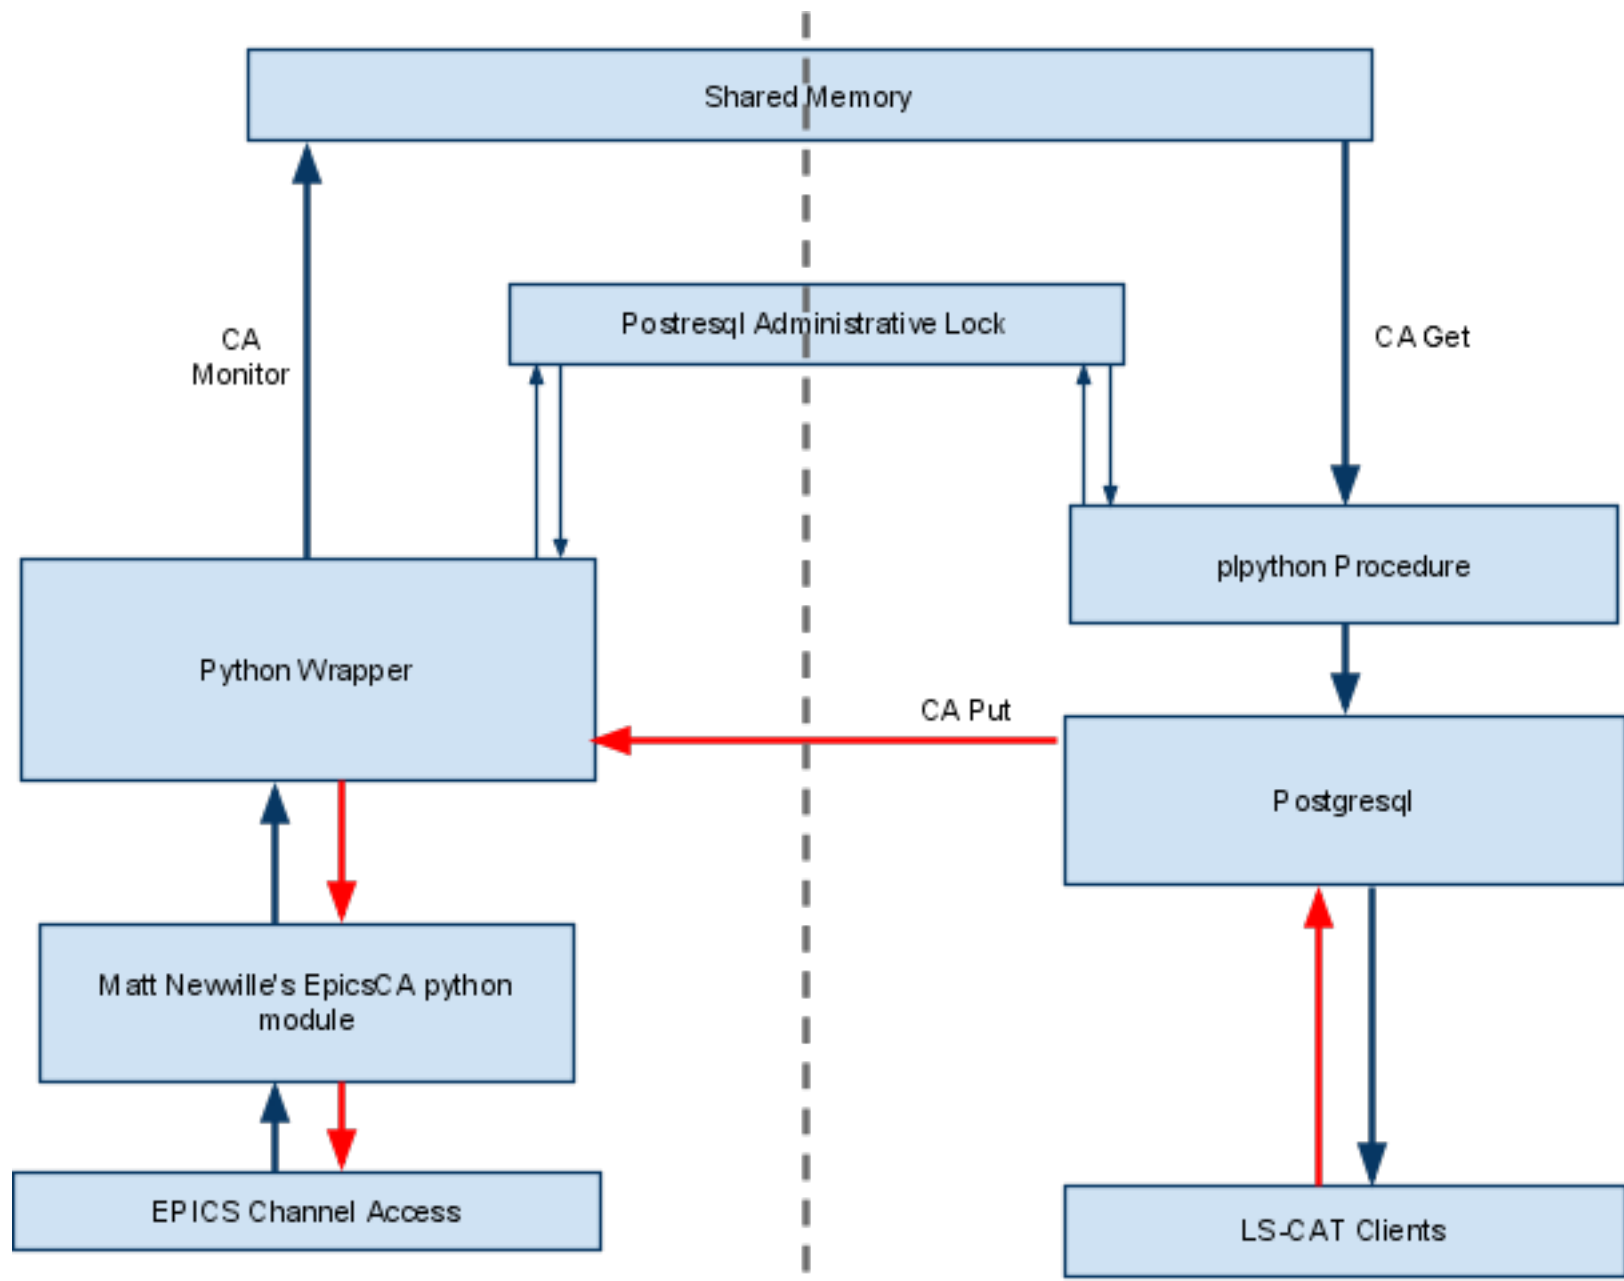 Shared Memory
Postresql Administrative Lock
CA
Monitor
CA Get
plpython Procedure
Python Wrapper
CA Put
Postgresql
Matt Newville's EpicsCA python
module
EPICS Channel Access
LS-CAT Clients